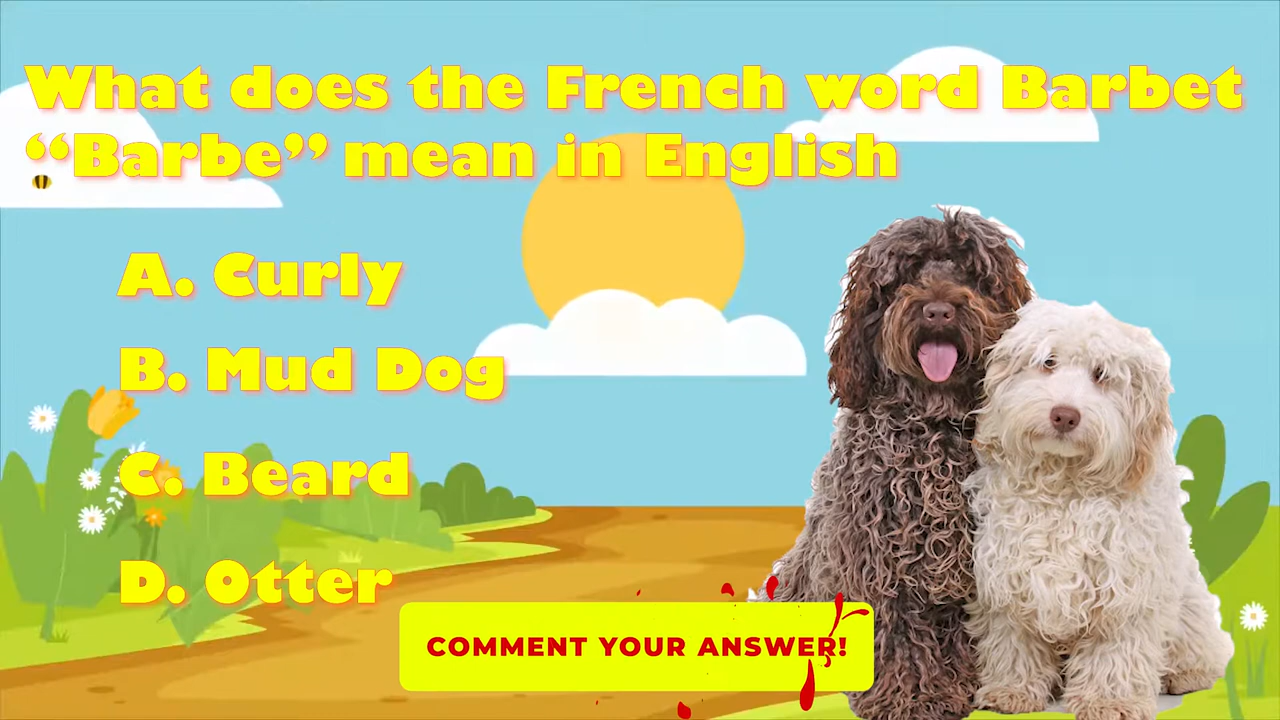 What does the French word Barbet
“Barbe” mean in English
A. Curly
B. Mud Dog
C. Beard
D. Otter
COMMENT YOUR ANSWER!